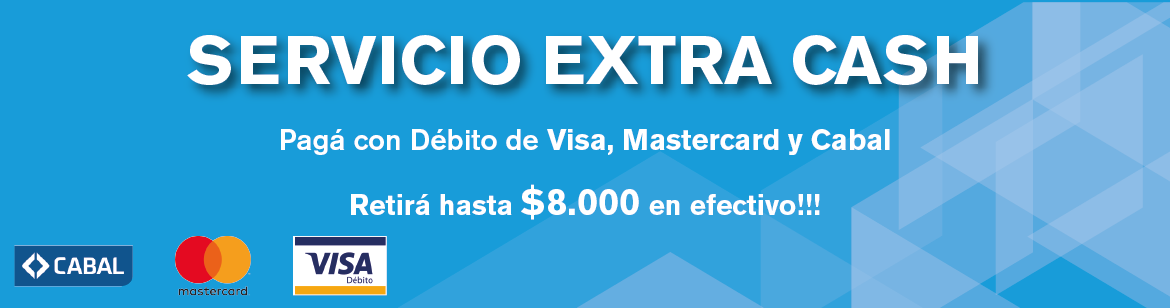 SERVICIO EXTRA CASH
Pagá con Débito de Visa, Mastercard y Cabal
Retirá hasta $8.000 en efectivo!!!
CABAL
mastercard
VISA
Débito